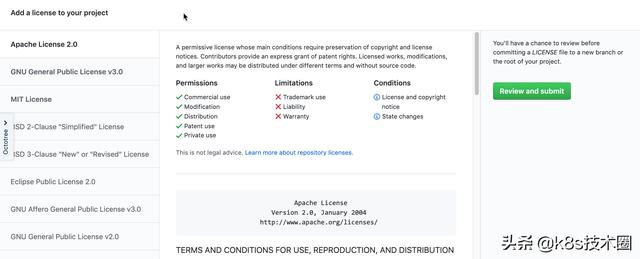 Add a license to your project
Apache License 2.0
GNU General Public License v3.0
MIT License
BSD 2-Clause "Simplified" License
BSD 3-Clause "New" or "Revised" License
Eclipse Public License 2.0
GNU Affero General Public License v3.0
GNU General Public License v2.0
Octotree
A permissive license whose main conditions require preservation of copyright and license
notices. Contributors provide an express grant of patent rights. Licensed works, modifications,
and larger works may be distributed under different terms and without source code.
Permissions
Commercial use
Modification
Distribution
Patent use
Private use
Limitations
Trademark use
Liability
Warranty
Conditions
License and copyright
notice
State changes
This is not legal advice. Learn more about repository licenses.
Apache License
Version 2.0, January 2004
http://www.apache.org/licenses/
TERMS AND CONDITIONS FOR USE, REPRODUCTION, AND DISTRIBUTION
You'll have a chance to review before
committing a LICENSE file to a new branch or
the root of your project.
Review and submit
头条 @k8s技术圈